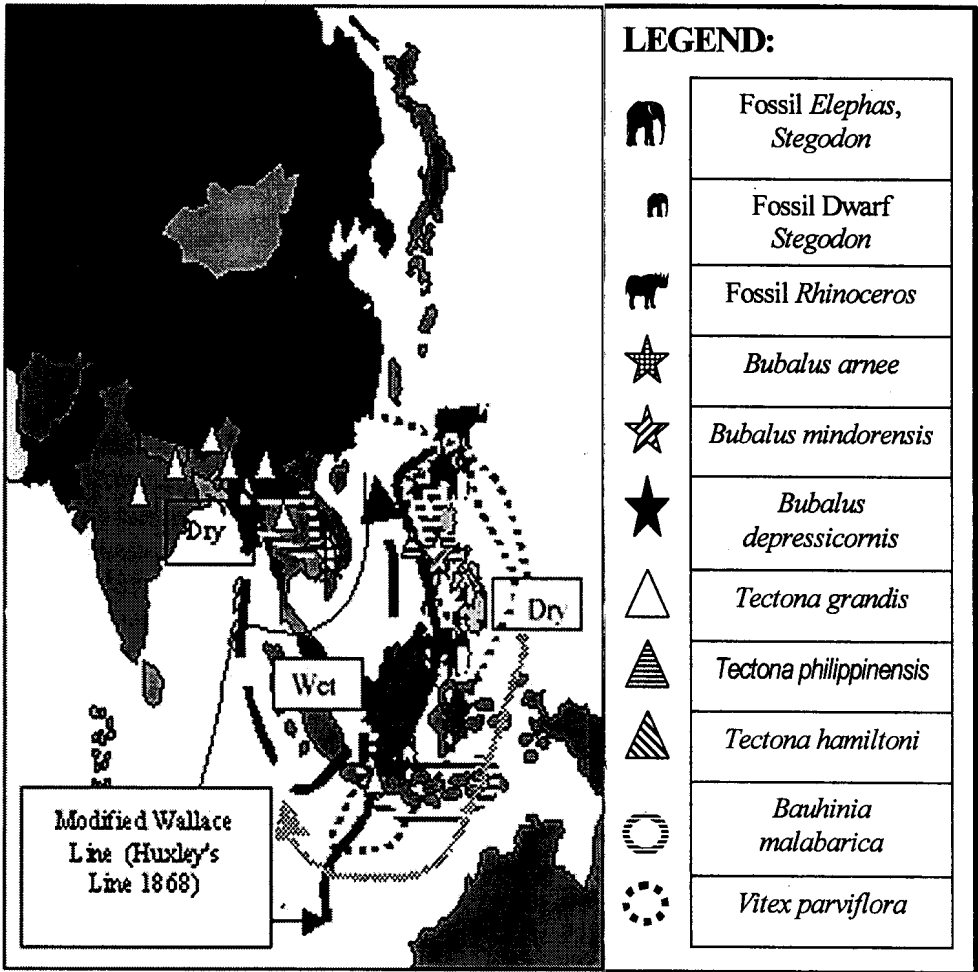 Dry
Dry
Wet
Modified Wallace
Line (Huxley's
Line 1868)
LEGEND:
Fossil Elephas,
Stegodon
Fossil Dwarf
Stegodon
Fossil Rhinoceros
Bubalus arnee
Bubalus mindorensis
Bubalus
depressicornis
Tectona grandis
Tectona philippinensis
Tectona hamiltoni
Bauhinia
malabarica
Vitex parviflora